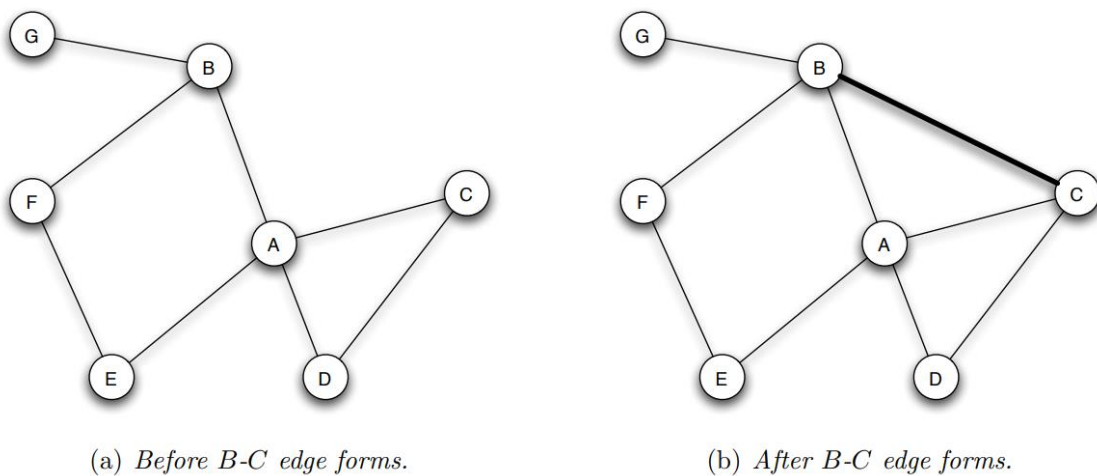 G
B
F
C
A
E
D
(a) Before B-C edge forms.
G
B
F
C
A
E
D
(b) After B-C edge forms.